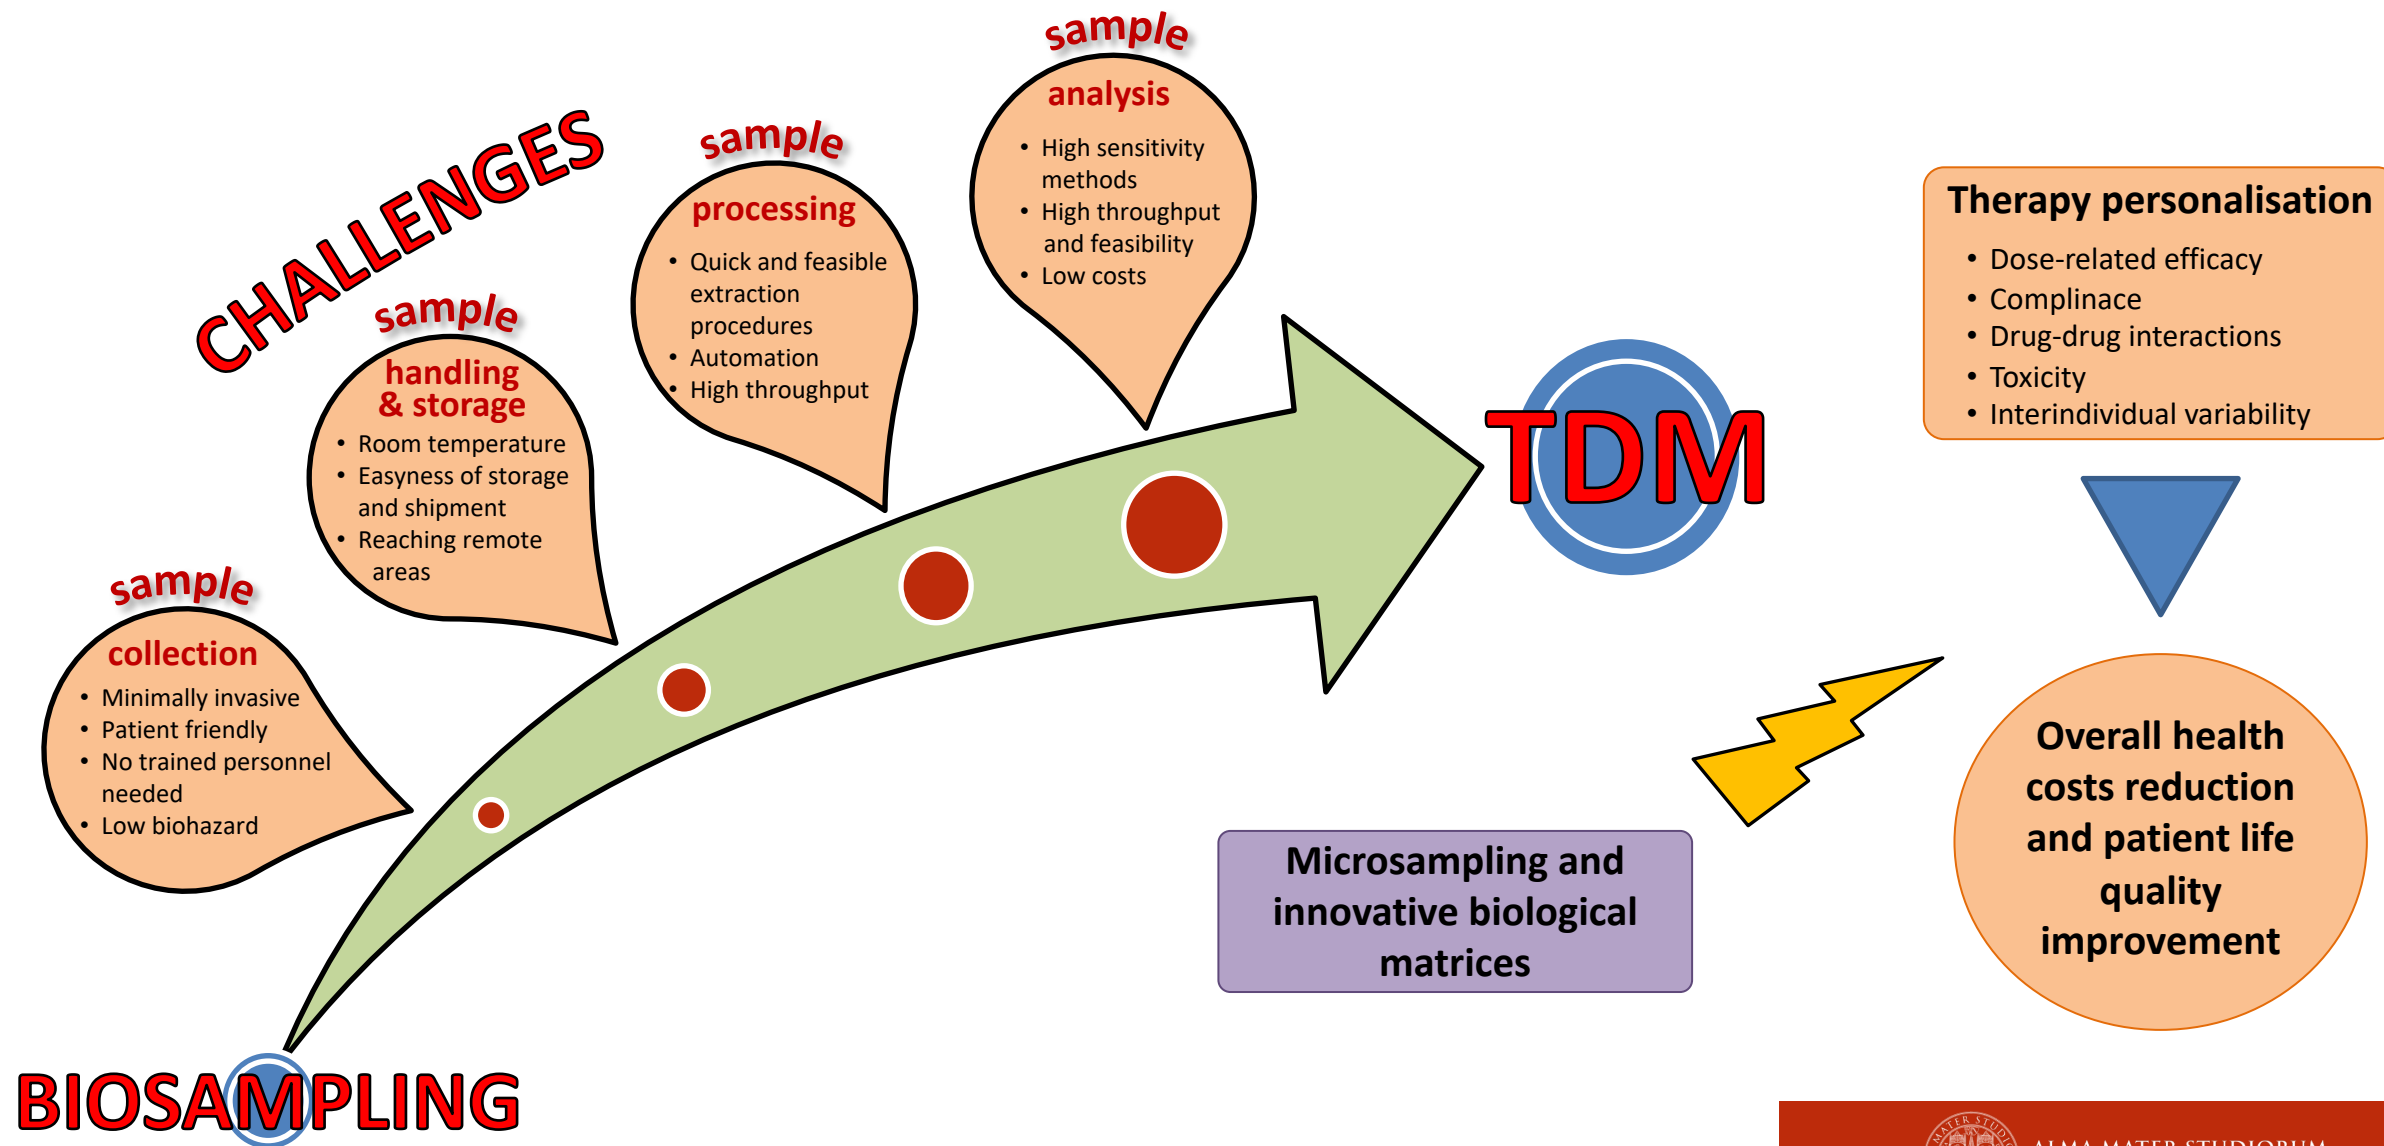 CHALLENGES
sample
collection
• Minimally invasive
• Patient friendly
• No trained personnel
needed
• Low biohazard
sample
handling
& storage
• Room temperature
• Easyness of storage
and shipment
• Reaching remote
areas
sample
processing
• Quick and feasible
extraction
procedures
• Automation
• High throughput
sample
analysis
• High sensitivity
methods
• High throughput
and feasibility
• Low costs
BIOSAMPLING
TDM
Therapy personalisation
• Dose-related efficacy
• Complinace
• Drug-drug interactions
• Toxicity
• Interindividual variability
Microsampling and
innovative biological
matrices
Overall health
costs reduction
and patient life
quality
improvement
ALMA MATER STUDIORUM